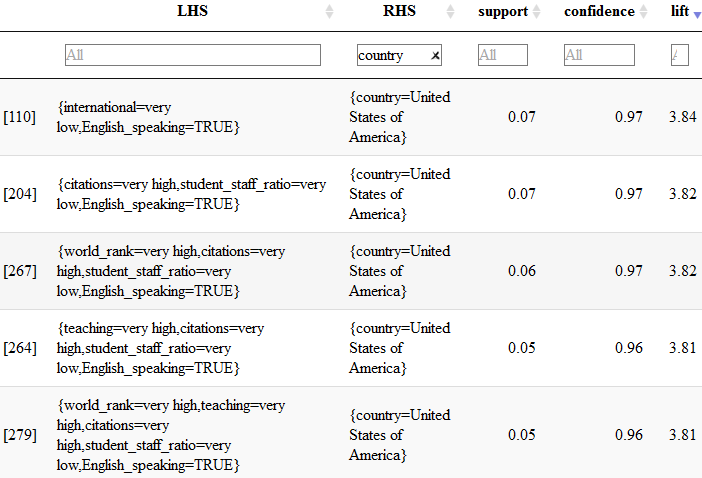 LHS RHS support confidence lift
All country × All All A
[110] {international=very low,English_speaking=TRUE} {country=United States of America} 0.07 0.97 3.84
[204] {citations=very high,student_staff_ratio=very low,English_speaking=TRUE} {country=United States of America} 0.07 0.97 3.82
[267] {world_rank=very high,citations=very high,student_staff_ratio=very low,English_speaking=TRUE} {country=United States of America} 0.06 0.97 3.82
[264] {teaching=very high,citations=very high,student_staff_ratio=very low,English_speaking=TRUE} {country=United States of America} 0.05 0.96 3.81
[279] {world_rank=very high,teaching=very high,citations=very high,student_staff_ratio=very low,English_speaking=TRUE} {country=United States of America} 0.05 0.96 3.81